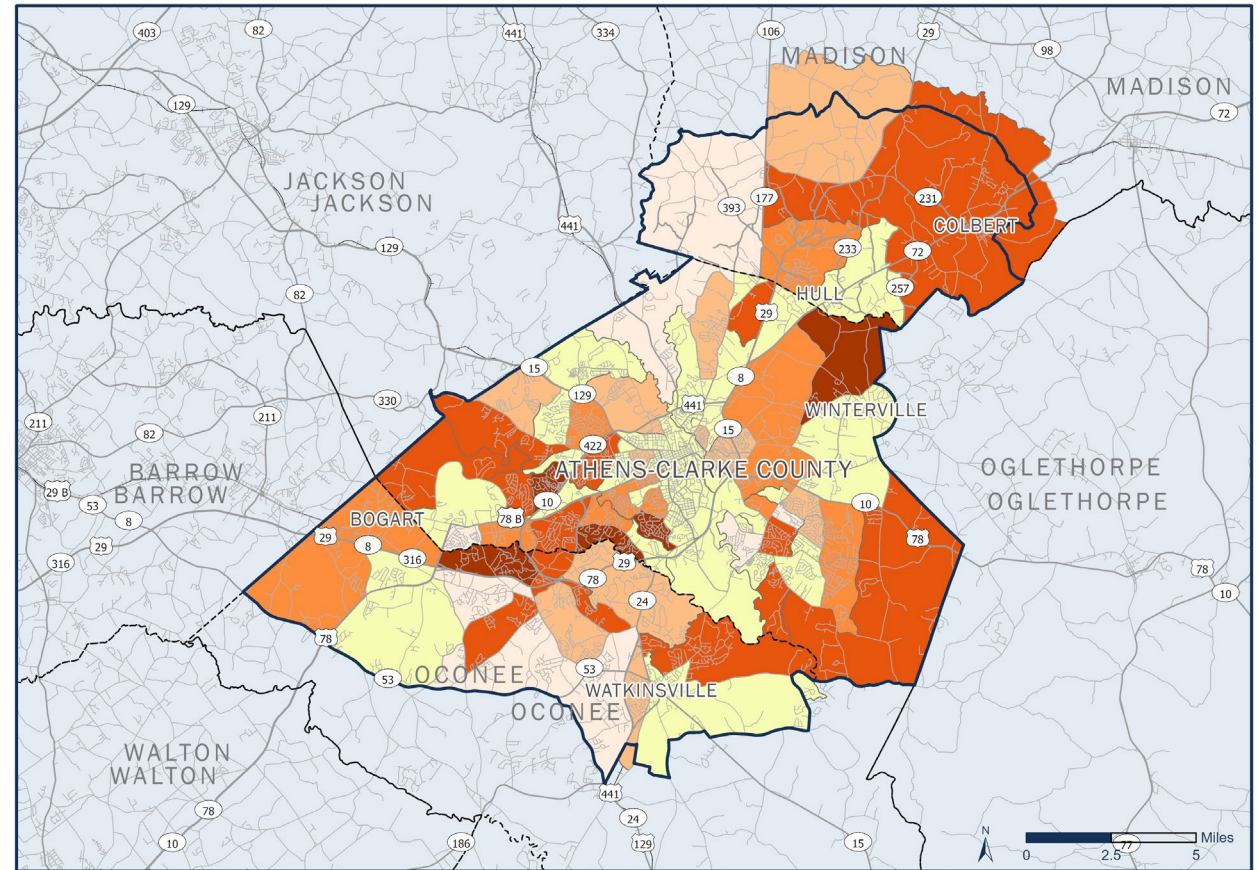 403
82
441
334
106
29
98
MADISON
MADISON
72
129
JACKSON
JACKSON
393
177
231
COLBERT
441
129
233
72
257
HULL
82
29
15
8
330
129
441
WINTERVILLE
211
211
82
422
15
ATHENS-CLARKE COUNTY
BARROW
BARROW
OGLETHORPE
OGLETHORPE
29 B
53
8
10
10
BOGART
78 B
29
29
8
316
316
29
78
78
78
10
24
78
53
53
OCONEE
WATKINSVILLE
OCONEE
WALTON
WALTON
441
78
24
10
186
129
15
77
N
Miles
0
2.5
5